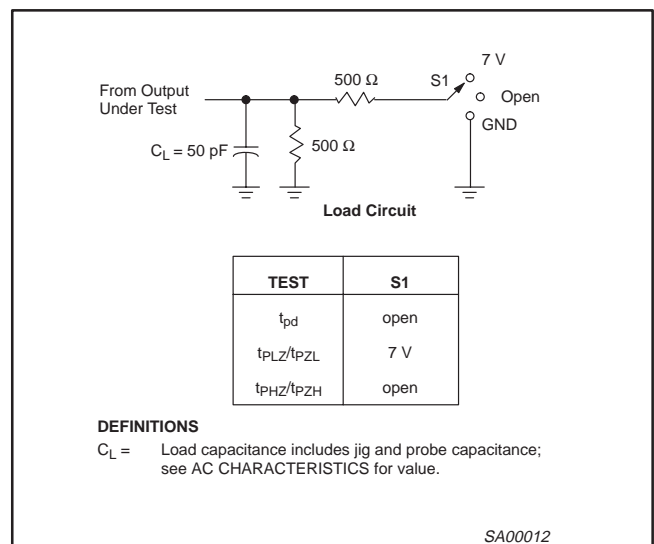 7 V
500 Ω
S1
From Output
Under Test
Open
GND
C_L = 50 pF
500 Ω
Load Circuit
TEST S1
t_pd open
t_PLZ/t_PZL 7 V
t_PHZ/t_PZH open
DEFINITIONS
C_L = Load capacitance includes jig and probe capacitance;
see AC CHARACTERISTICS for value.
SA00012